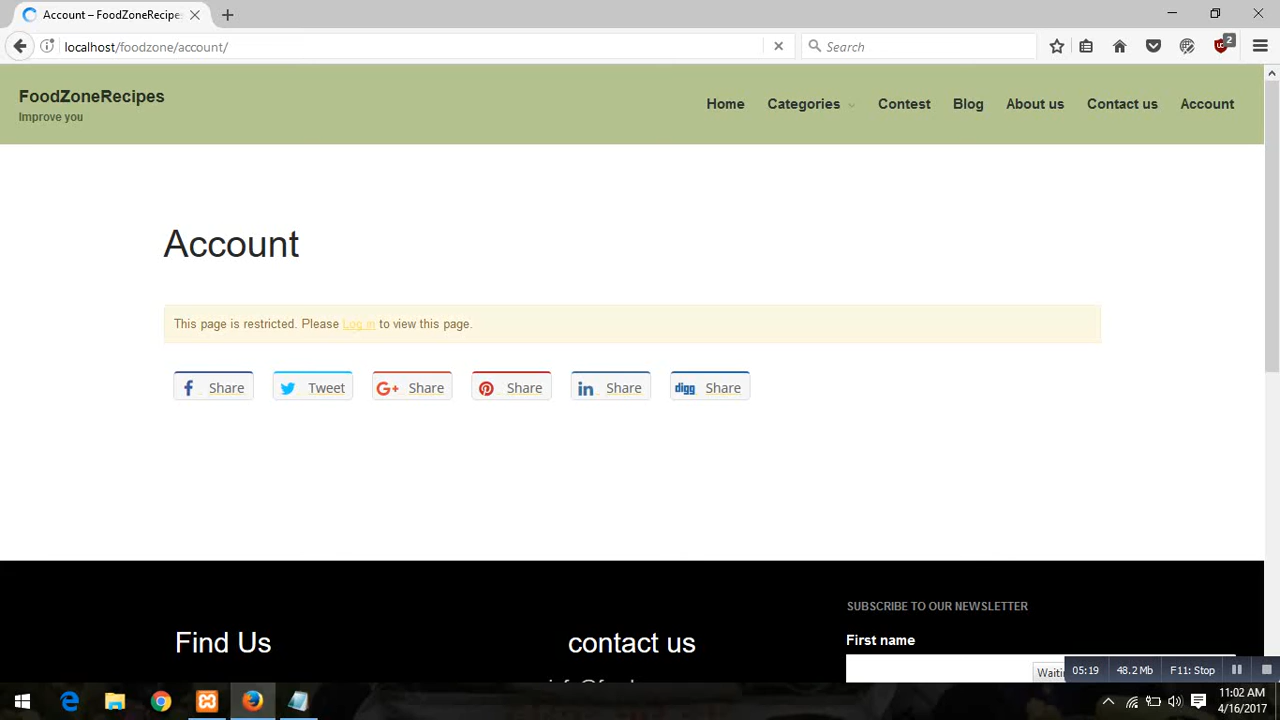 Account – FoodZoneRecipes
localhost/foodzone/account/
Search
2
FoodZoneRecipes
Improve you
Home Categories Contest Blog About us Contact us Account
Account
This page is restricted. Please Log in to view this page.
Share Tweet G+ Share Share in Share digg Share
SUBSCRIBE TO OUR NEWSLETTER
Find Us
contact us
First name
05:19 48.2 Mb F11: Stop
11:02 AM
4/16/2017